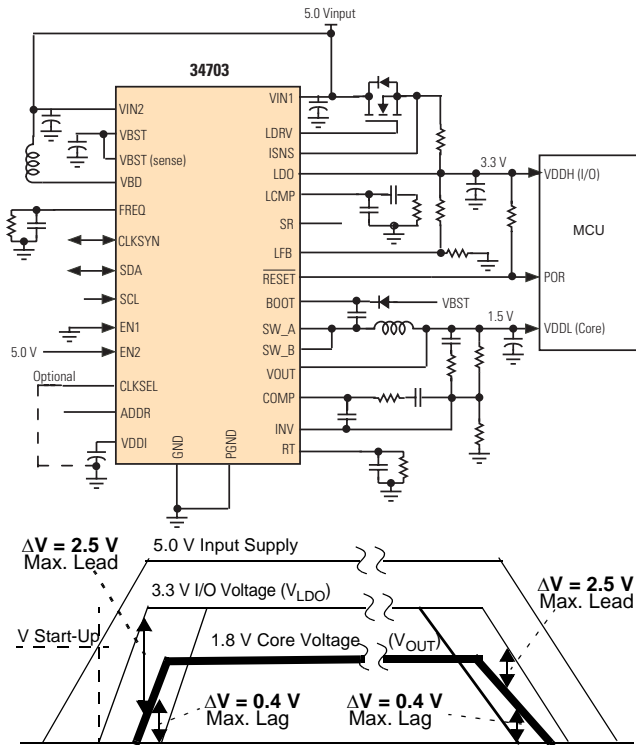 5.0 Vinput
34703
VIN2
VBST
VBST (sense)
VBD
FREQ
CLKSYN
SDA
SCL
EN1
5.0 V
EN2
Optional
CLKSEL
ADDR
VDDI
GND
PGND
VIN1
LDRV
ISNS
LDO
LCMP
SR
LFB
RESET
BOOT
VBST
SW_A
SW_B
VOUT
COMP
INV
RT
3.3 V
1.5 V
VDDH (I/O)
MCU
POR
VDDL (Core)
ΔV = 2.5 V
Max. Lead
5.0 V Input Supply
3.3 V I/O Voltage (VLDO)
V Start-Up
1.8 V Core Voltage (VOUT)
ΔV = 2.5 V
Max. Lead
ΔV = 0.4 V
Max. Lag
ΔV = 0.4 V
Max. Lag